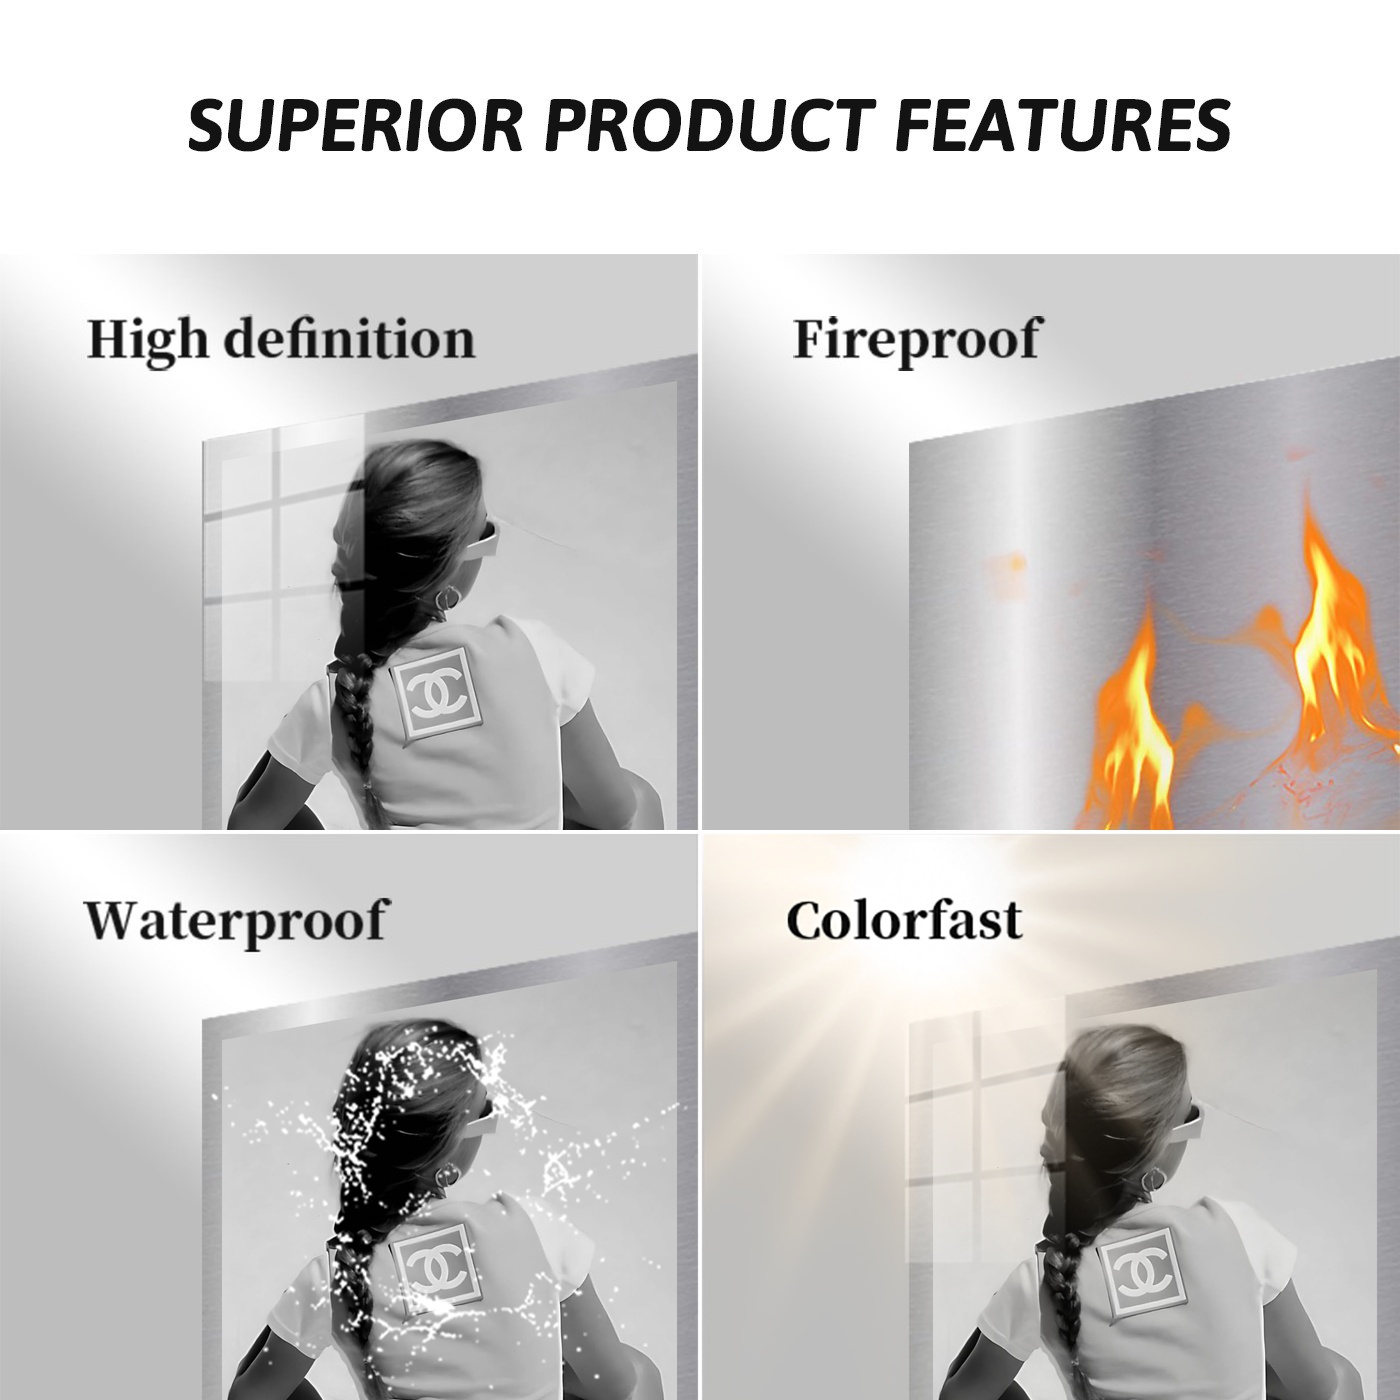 SUPERIOR PRODUCT FEATURES
High definition
Fireproof
Waterproof
Colorfast